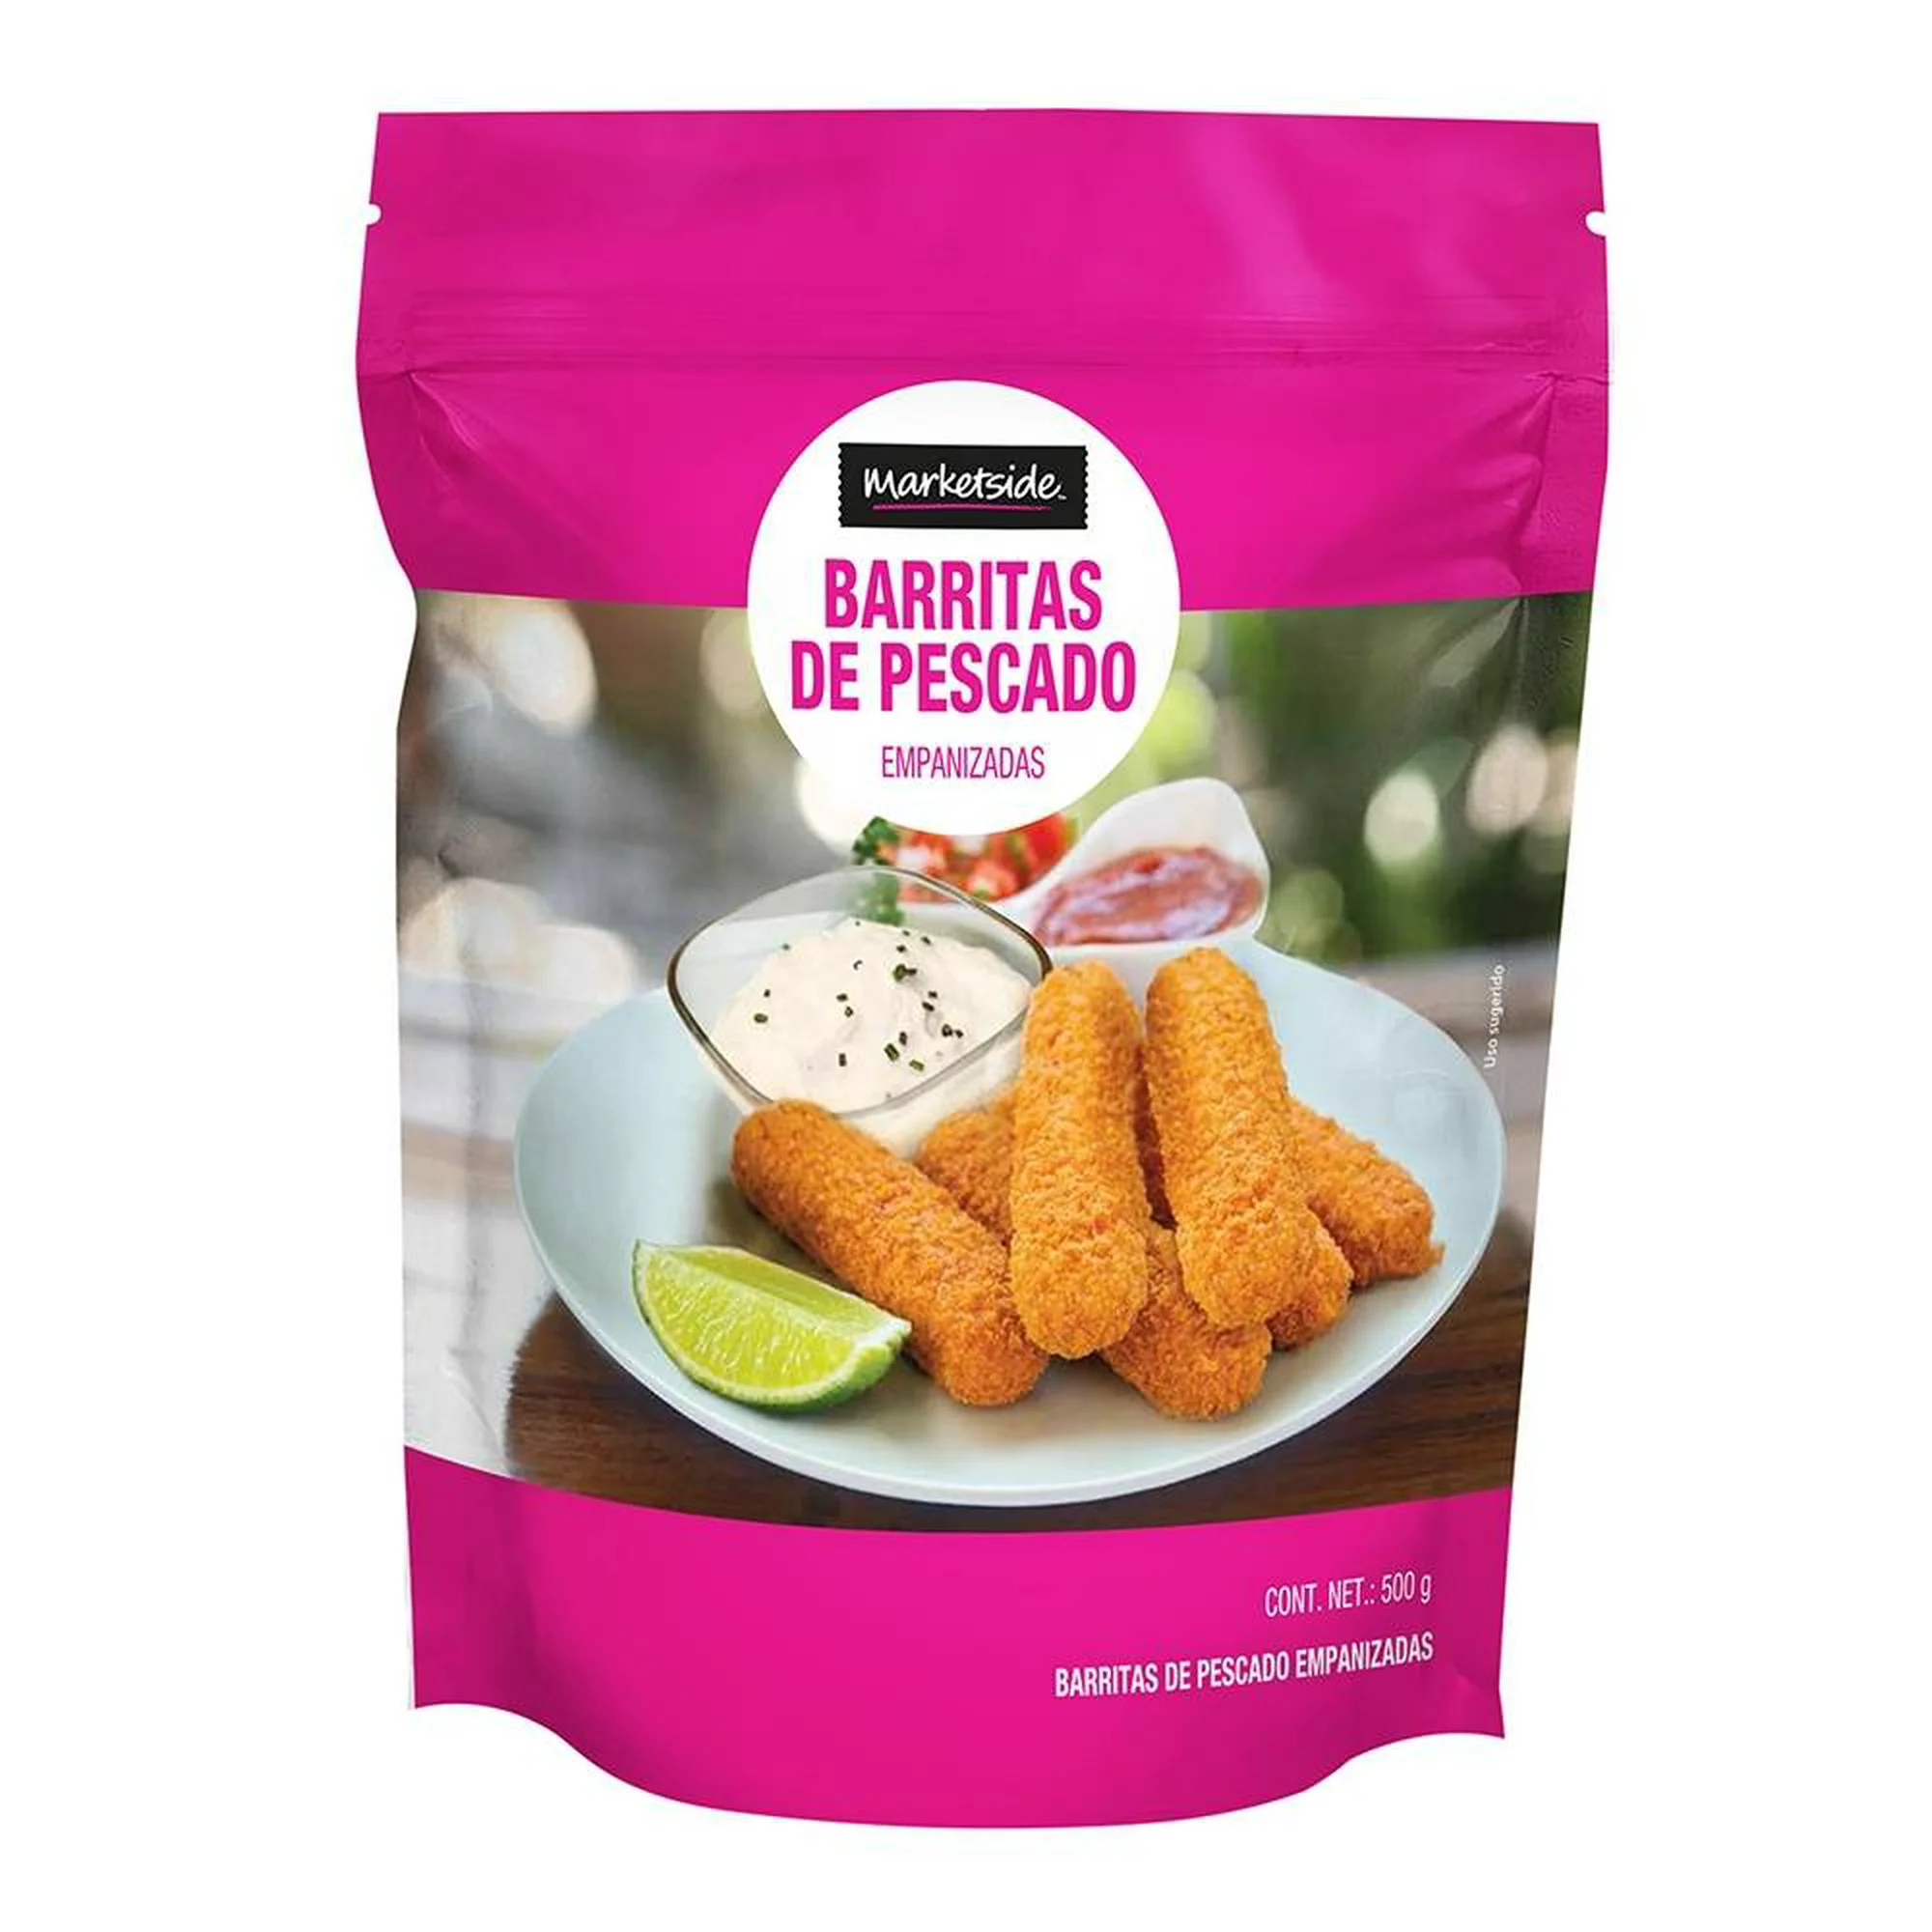 marketside
BARRITAS
DE PESCADO
EMPANIZADAS
Uso sugerido
CONT. NET.: 500 g
BARRITAS DE PESCADO EMPANIZADAS